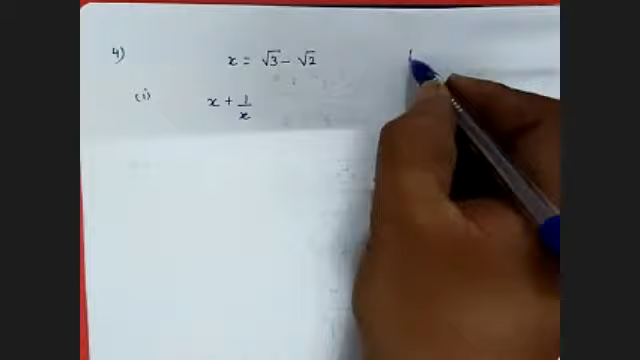 4) x = √3 - √2
(i) x + 1/x